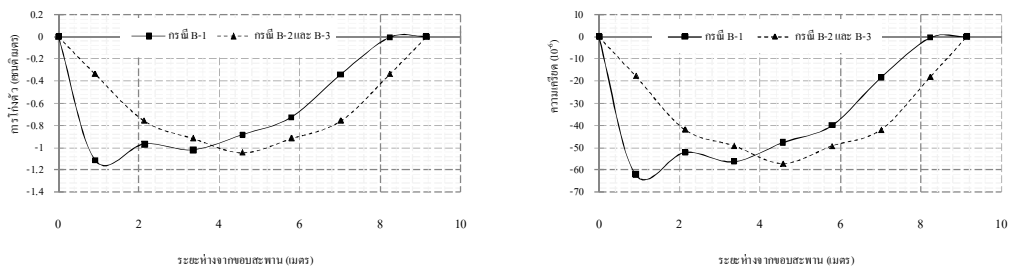 กรณี B-1
กรณี B-2 และ B-3
0
-0.2
-0.4
-0.6
-0.8
-1.0
-1.2
-1.4
การโก่งตัว (เซนติเมตร)
0 2 4 6 8 10
ระยะห่างจากขอบสะพาน (เมตร)
กรณี B-1
กรณี B-2 และ B-3
10
0
-10
-20
-30
-40
-50
-60
-70
ความเครียด (10⁻⁶)
0 2 4 6 8 10
ระยะห่างจากขอบสะพาน (เมตร)